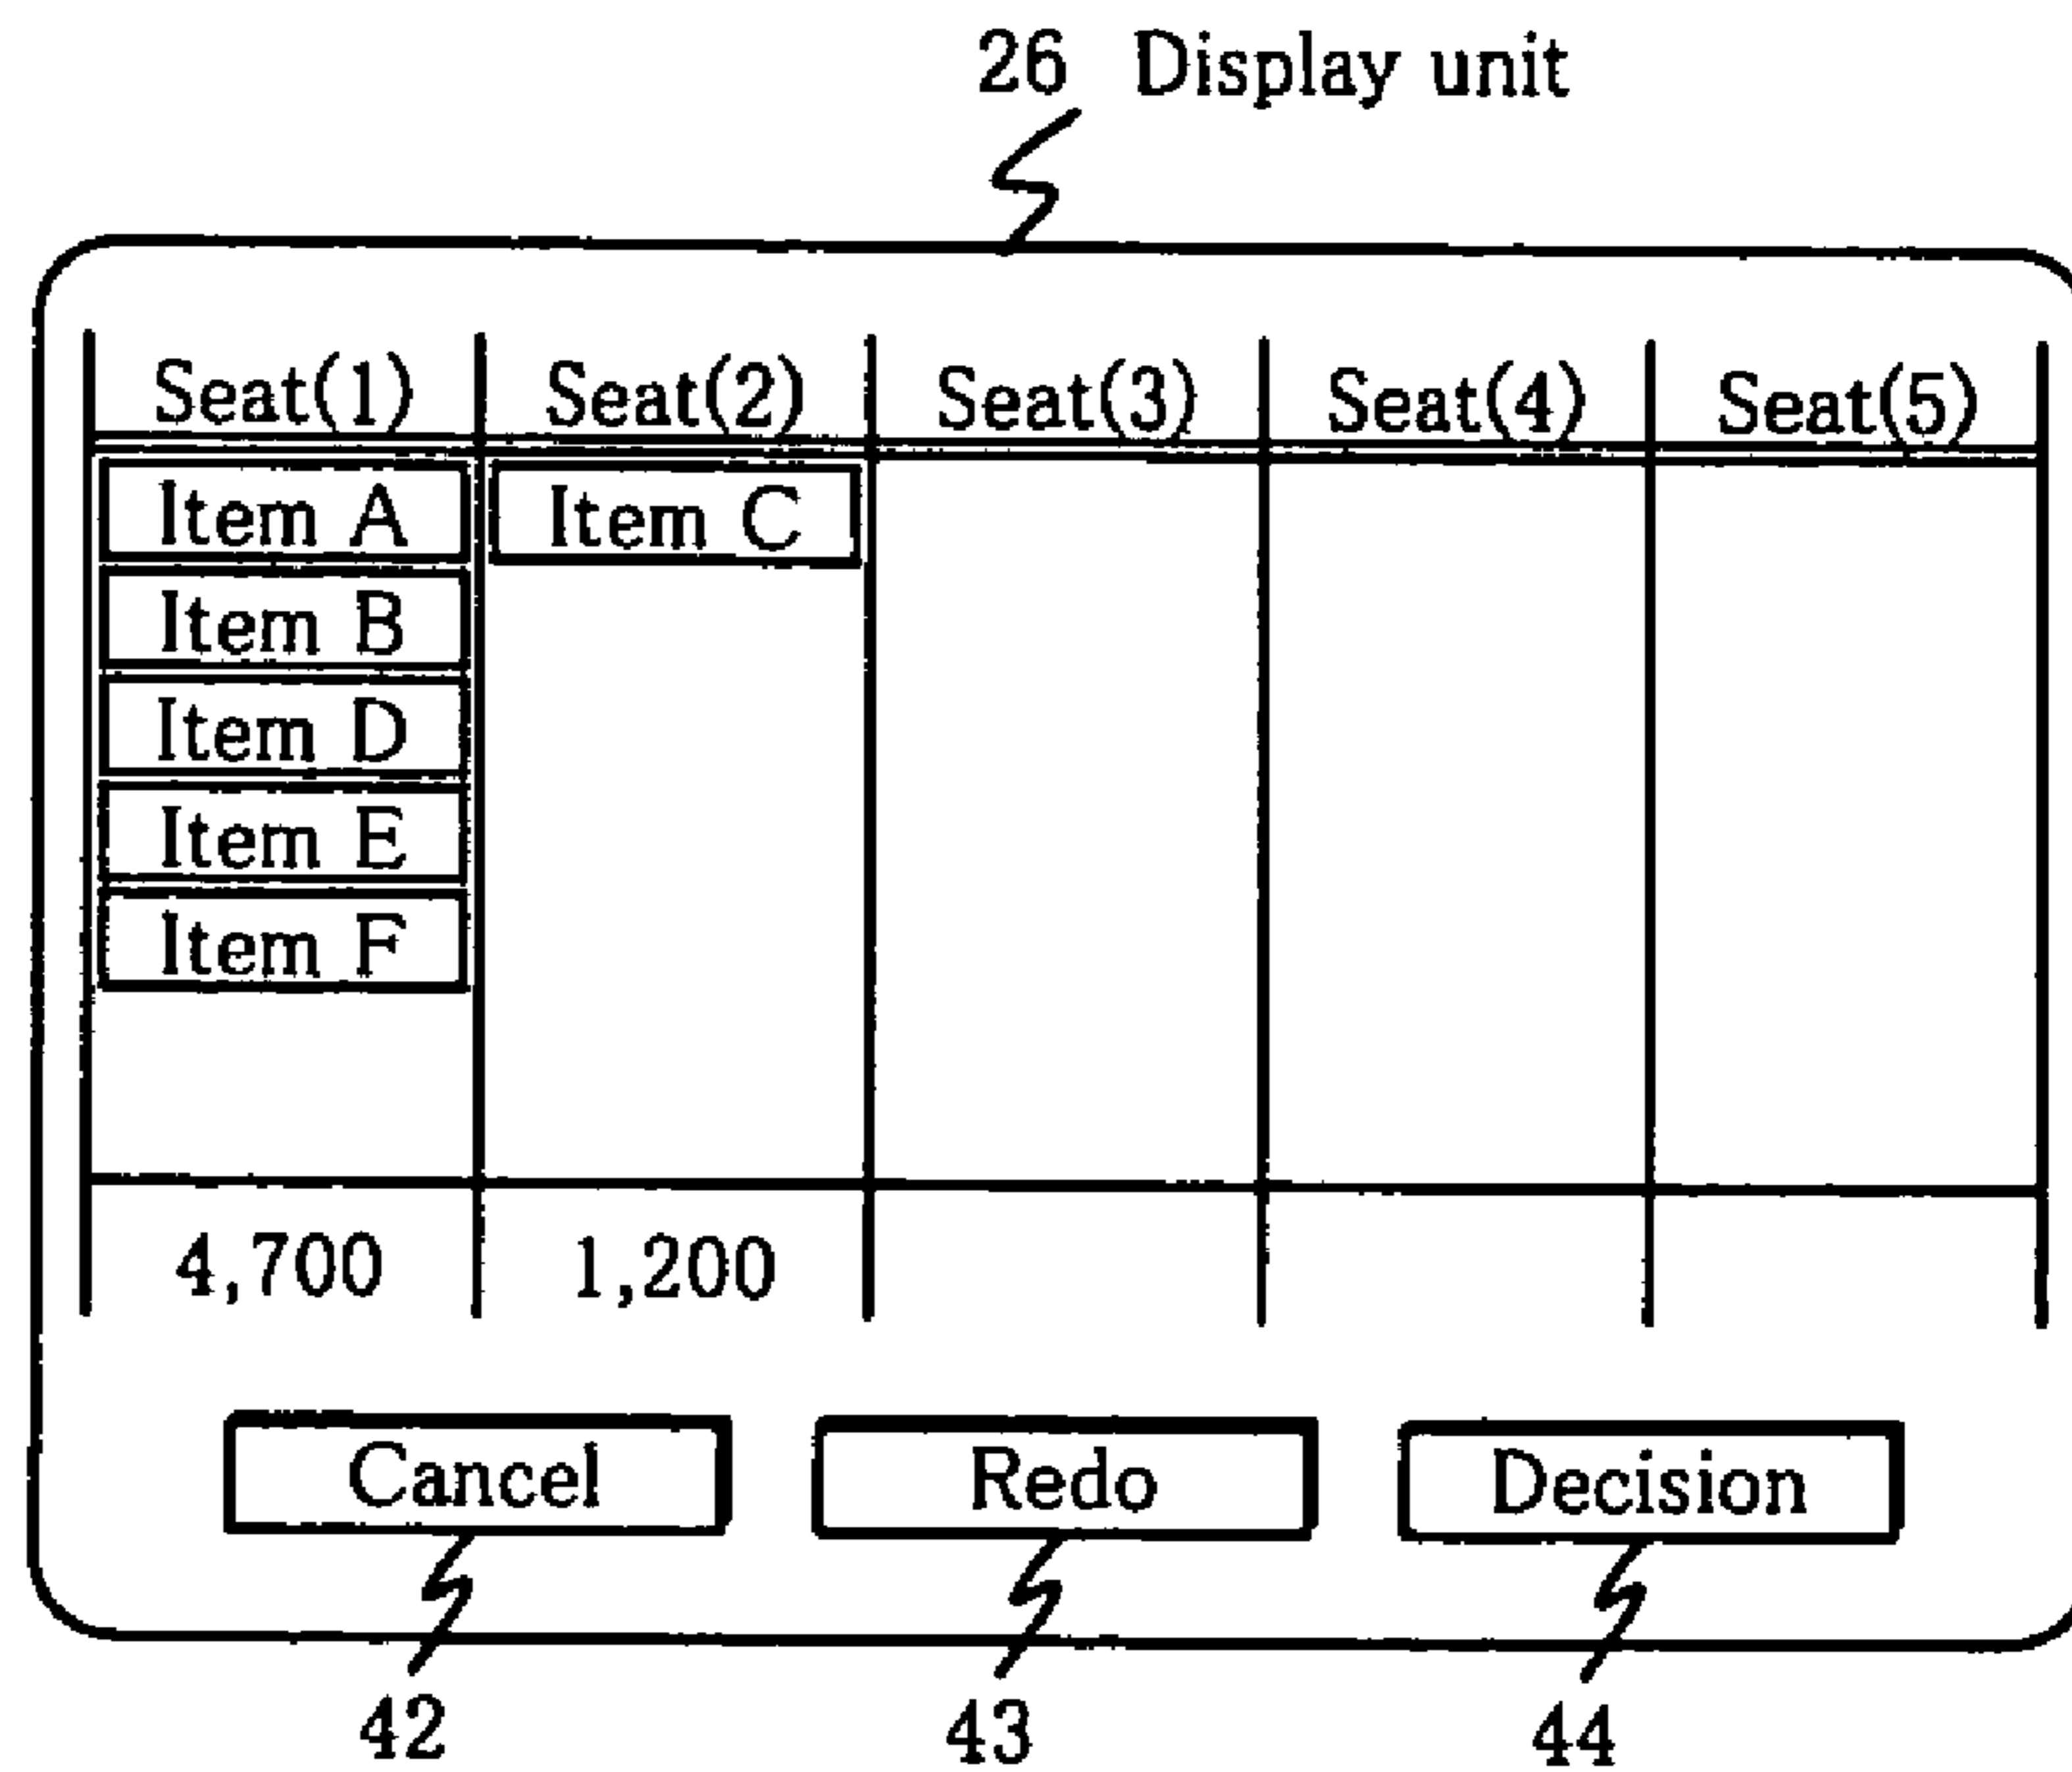 26 Display unit
Seat(1) Seat(2) Seat(3) Seat(4) Seat(5)
Item A Item C
Item B
Item D
Item E
Item F
4,700 1,200
Cancel Redo Decision
42 43 44